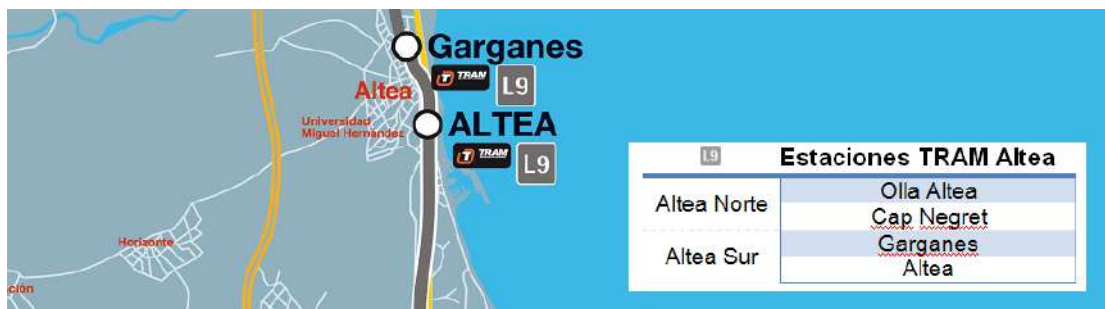 Garganes
TRAM L9
Altea
Universidad
Miguel Hernández
ALTEA
TRAM L9
Horizonte
ción
L9 Estaciones TRAM Altea
Altea Norte
Olla Altea
Cap Negret
Altea Sur
Garganes
Altea